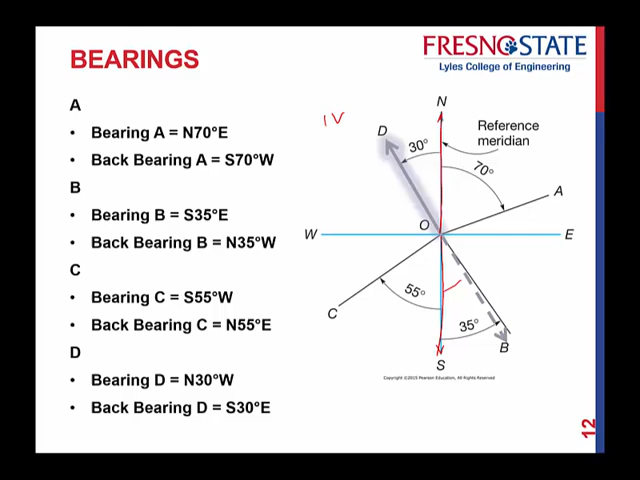 BEARINGS
FRESNO STATE
Lyles College of Engineering
A
• Bearing A = N70°E
• Back Bearing A = S70°W
B
• Bearing B = S35°E
• Back Bearing B = N35°W
C
• Bearing C = S55°W
• Back Bearing C = N55°E
D
• Bearing D = N30°W
• Back Bearing D = S30°E
IV
N
D
30°
Reference
meridian
70°
A
O
W
E
55°
C
35°
B
S
Copyright ©2015 Pearson Education, All Rights Reserved
12